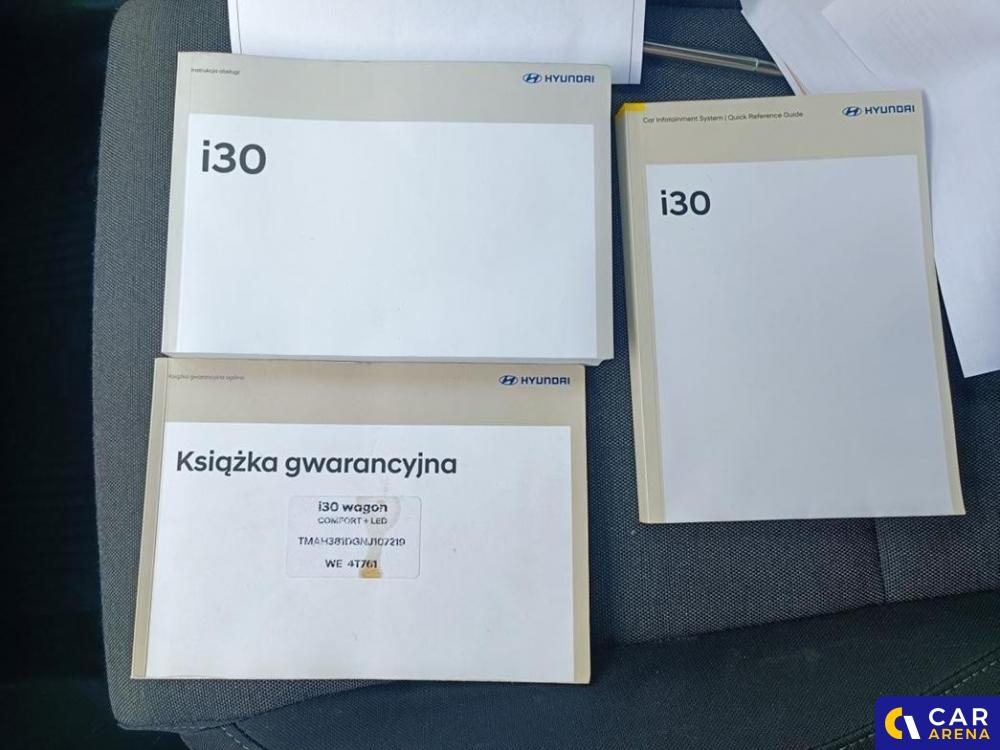 Instrukcja obsługi
HYUNDAI
i30
Car Infotainment System | Quick Reference Guide
HYUNDAI
i30
Książka gwarancyjna ogólna
HYUNDAI
Książka gwarancyjna
i30 wagon
COMFORT + LED
TMAH381DGNJ107219
WE 4T761
CAR
ARENA